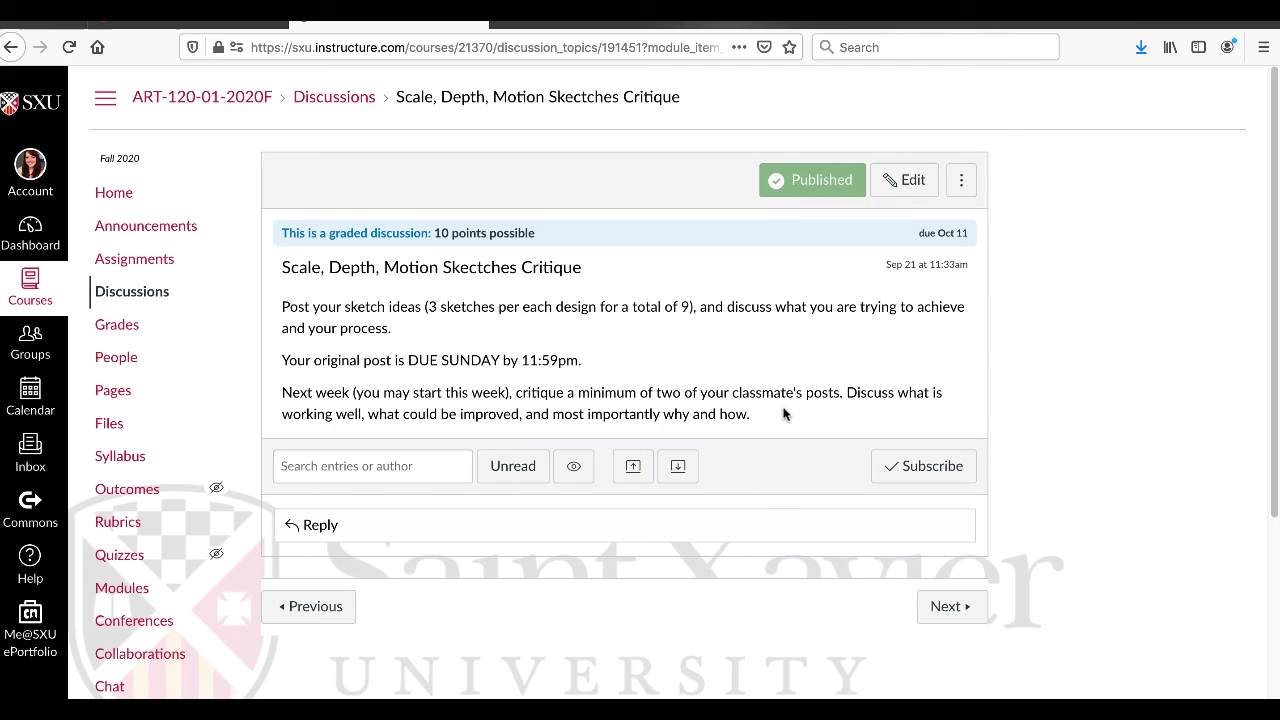 https://sxu.instructure.com/courses/21370/discussion_topics/191451?module_item_
Search
SXU
Account
Dashboard
Courses
Groups
Calendar
Inbox
Commons
Help
Me@SXU
ePortfolio
ART-120-01-2020F › Discussions › Scale, Depth, Motion Skectches Critique
Fall 2020
Home
Announcements
Assignments
Discussions
Grades
People
Pages
Files
Syllabus
Outcomes
Rubrics
Quizzes
Modules
Conferences
Collaborations
Chat
Published
Edit
This is a graded discussion: 10 points possible
due Oct 11
Scale, Depth, Motion Skectches Critique
Sep 21 at 11:33am
Post your sketch ideas (3 sketches per each design for a total of 9), and discuss what you are trying to achieve
and your process.
Your original post is DUE SUNDAY by 11:59pm.
Next week (you may start this week), critique a minimum of two of your classmate's posts. Discuss what is
working well, what could be improved, and most importantly why and how.
Search entries or author
Unread
Subscribe
Reply
Previous
Next
Saint Xavier
UNIVERSITY